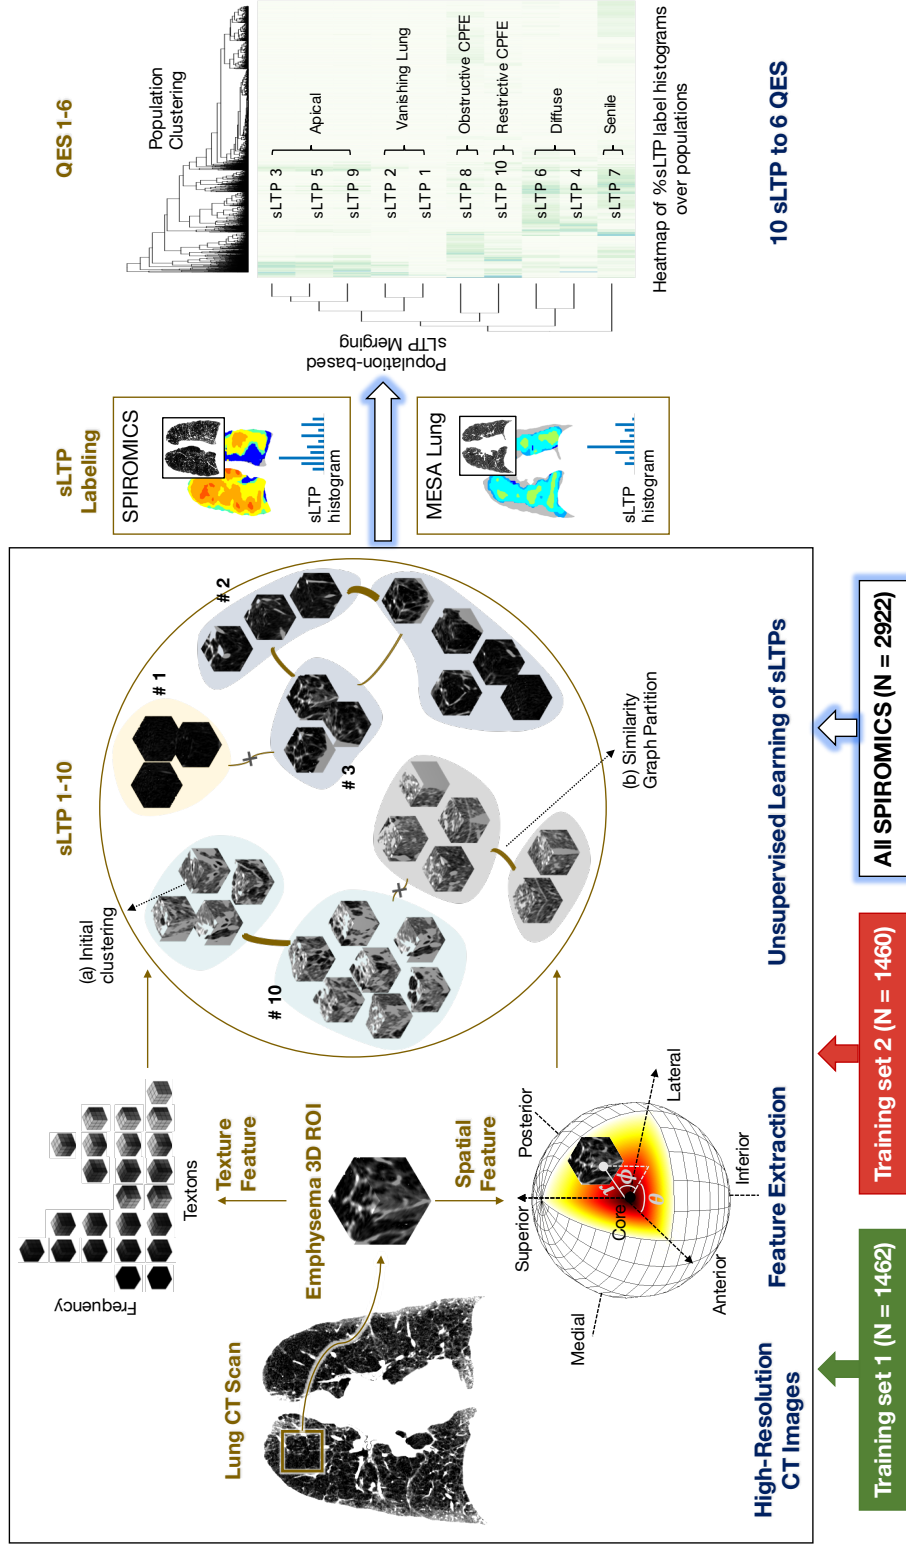 Lung CT Scan
High-Resolution
CT Images
Frequency
Textons
Texture
Feature
Emphysema 3D ROI
Spatial
Feature
Superior
Posterior
Lateral
Core
r
φ
θ
Medial
Anterior
Inferior
Feature Extraction
sLTP 1-10
(a) Initial
clustering
# 1
# 2
# 3
# 10
(b) Similarity
Graph Partition
Unsupervised Learning of sLTPs
Training set 1 (N = 1462)
Training set 2 (N = 1460)
All SPIROMICS (N = 2922)
sLTP
Labeling
SPIROMICS
sLTP
histogram
MESA Lung
sLTP
histogram
QES 1-6
Population
Clustering
Population-based
sLTP Merging
sLTP 3
sLTP 5
sLTP 9
Apical
sLTP 2
sLTP 1
Vanishing Lung
sLTP 8
Obstructive CPFE
sLTP 10
Restrictive CPFE
sLTP 6
sLTP 4
Diffuse
sLTP 7
Senile
Heatmap of %sLTP label histograms
over populations
10 sLTP to 6 QES